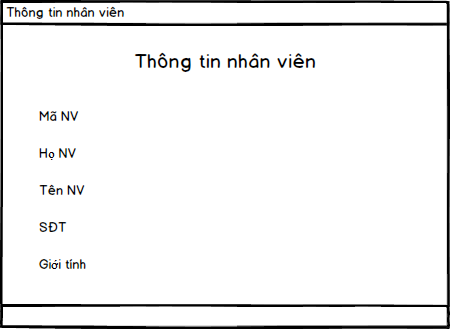 Thông tin nhân viên
Thông tin nhân viên
Mã NV
Họ NV
Tên NV
SĐT
Giới tính